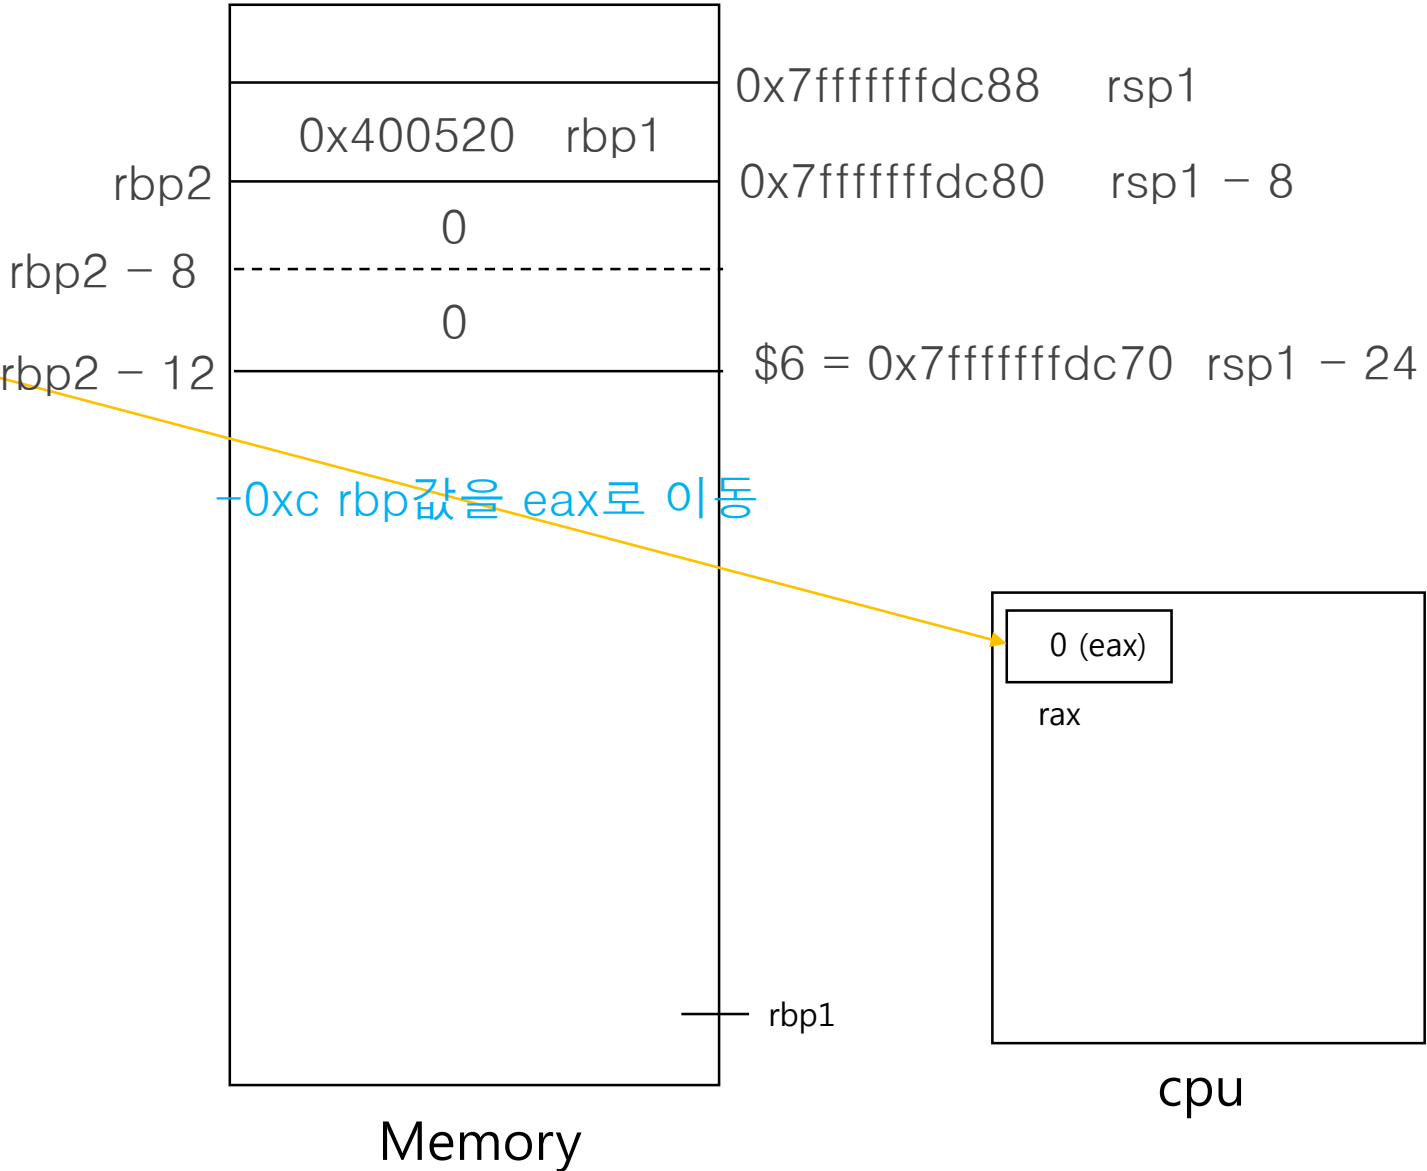 0x7fffffffdc88 rsp1
0x400520 rbp1
rbp2
0x7fffffffdc80 rsp1 - 8
0
rbp2 - 8
0
rbp2 - 12
$6 = 0x7fffffffdc70 rsp1 - 24
-0xc rbp값을 eax로 이동
0 (eax)
rax
rbp1
cpu
Memory